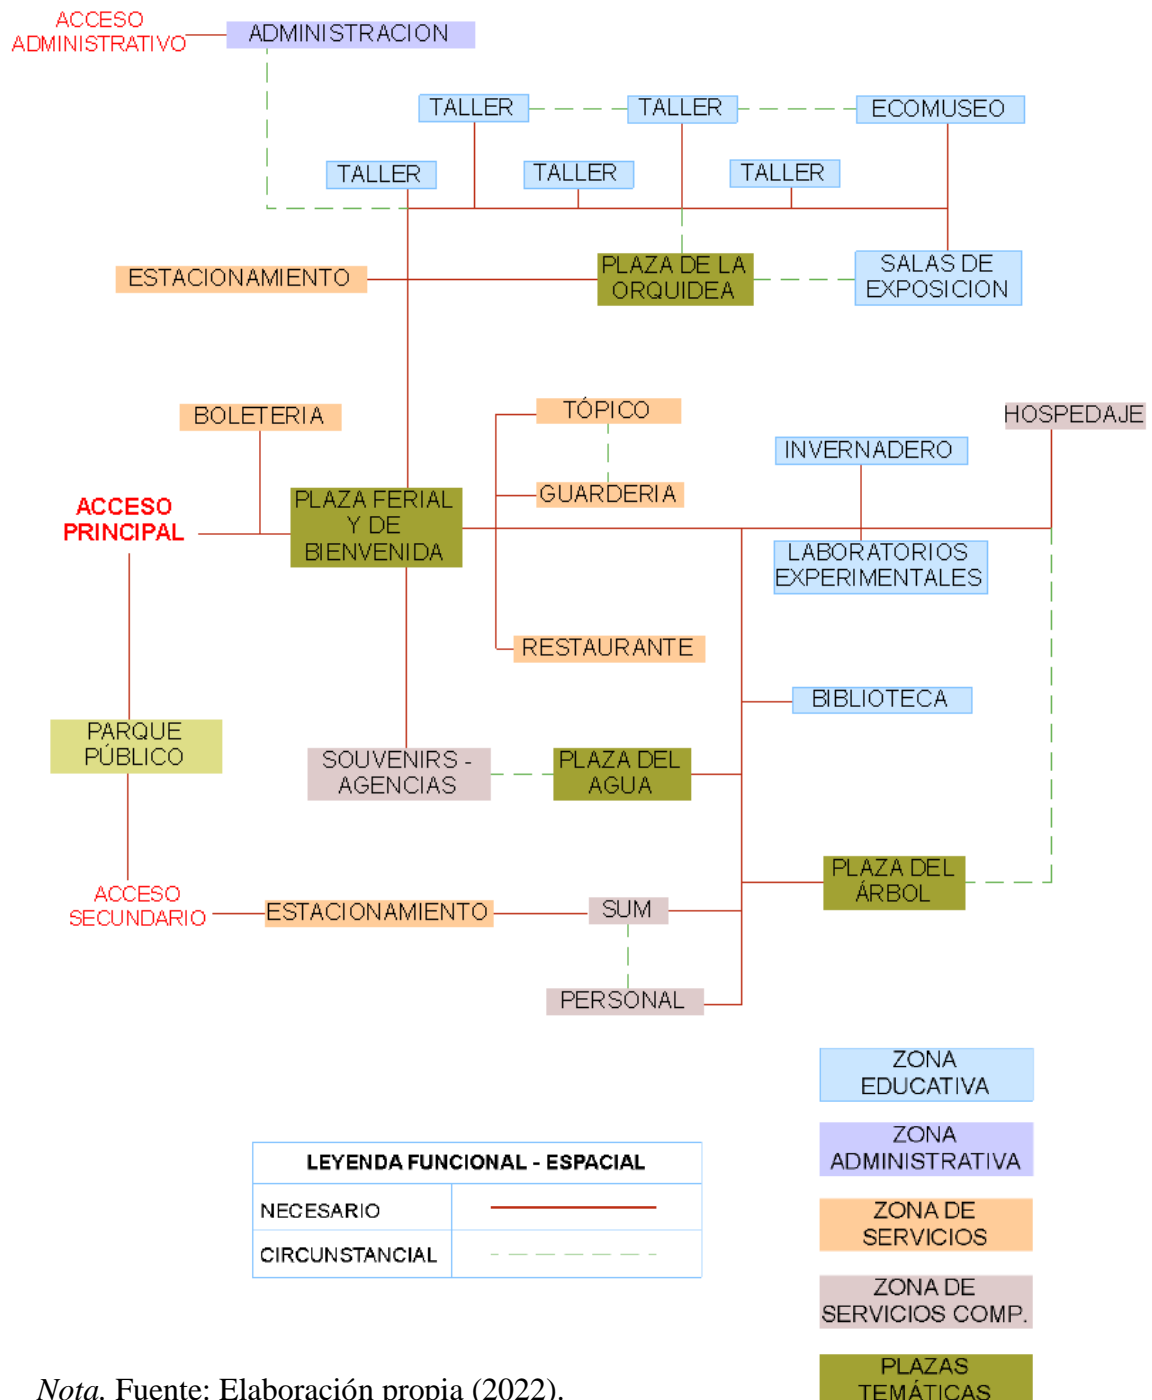 ACCESO
ADMINISTRATIVO
ADMINISTRACION
TALLER
TALLER
ECOMUSEO
TALLER
TALLER
TALLER
ESTACIONAMIENTO
PLAZA DE LA
ORQUIDEA
SALAS DE
EXPOSICION
BOLETERIA
TÓPICO
HOSPEDAJE
INVERNADERO
GUARDERIA
ACCESO
PRINCIPAL
PLAZA FERIAL
Y DE
BIENVENIDA
LABORATORIOS
EXPERIMENTALES
RESTAURANTE
BIBLIOTECA
PARQUE
PÚBLICO
SOUVENIRS -
AGENCIAS
PLAZA DEL
AGUA
PLAZA DEL
ÁRBOL
ACCESO
SECUNDARIO
ESTACIONAMIENTO
SUM
PERSONAL
ZONA
EDUCATIVA
ZONA
ADMINISTRATIVA
ZONA DE
SERVICIOS
ZONA DE
SERVICIOS COMP.
PLAZAS
TEMÁTICAS
LEYENDA FUNCIONAL - ESPACIAL
NECESARIO
CIRCUNSTANCIAL
Nota. Fuente: Elaboración propia (2022).